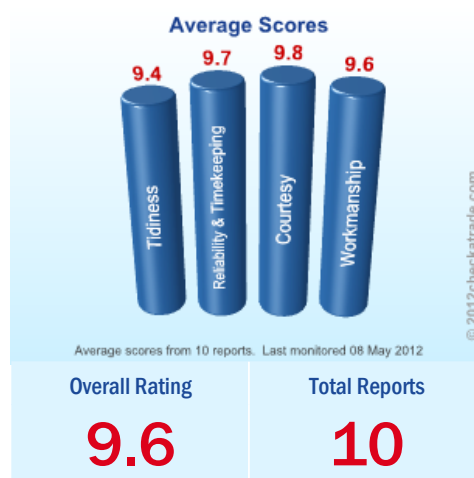 Average Scores
9.4
9.7
9.8
9.6
Tidiness
Reliability & Timekeeping
Courtesy
Workmanship
© 2012checkatrade.com
Average scores from 10 reports. Last monitored 08 May 2012
Overall Rating
Total Reports
9.6
10